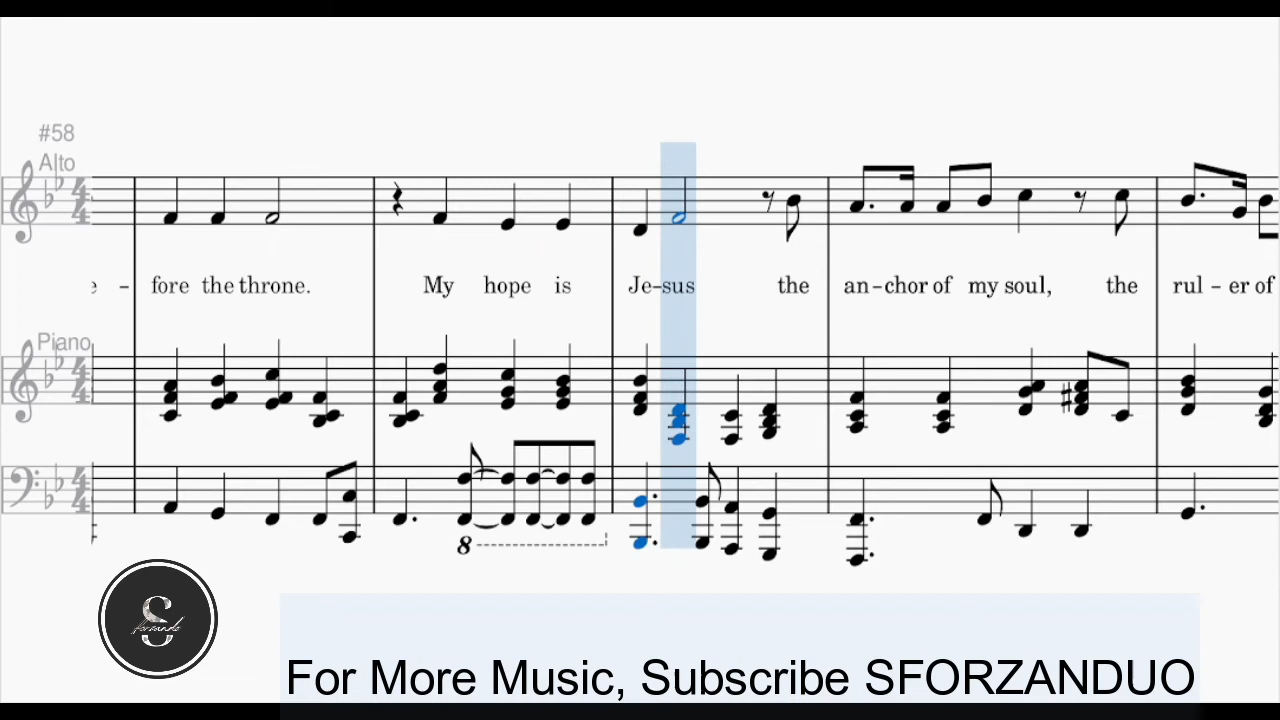 #58
Alto
e - fore the throne. My hope is Je-sus the an-chor of my soul, the rul - er of
Piano
8
For More Music, Subscribe SFORZANDUO